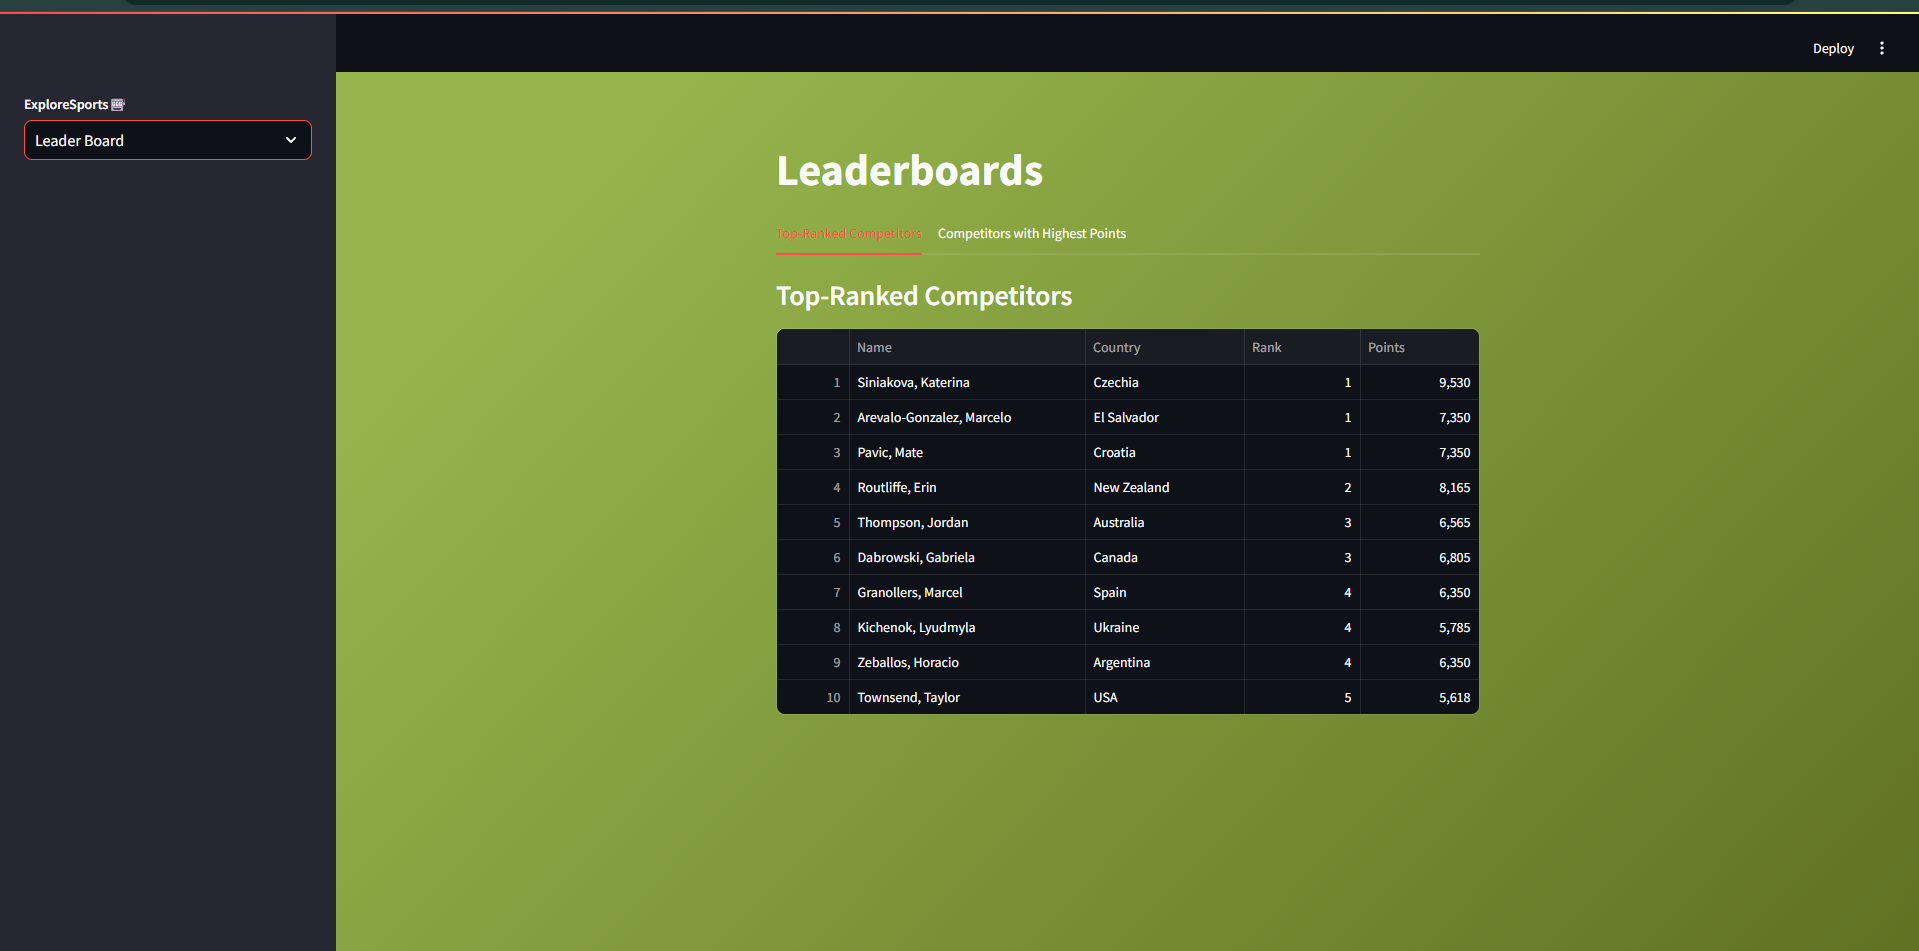 Deploy
ExploreSports
Leader Board
Leaderboards
Top-Ranked Competitors Competitors with Highest Points
Top-Ranked Competitors
Name Country Rank Points
1 Siniakova, Katerina Czechia 1 9,530
2 Arevalo-Gonzalez, Marcelo El Salvador 1 7,350
3 Pavic, Mate Croatia 1 7,350
4 Routliffe, Erin New Zealand 2 8,165
5 Thompson, Jordan Australia 3 6,565
6 Dabrowski, Gabriela Canada 3 6,805
7 Granollers, Marcel Spain 4 6,350
8 Kichenok, Lyudmyla Ukraine 4 5,785
9 Zeballos, Horacio Argentina 4 6,350
10 Townsend, Taylor USA 5 5,618